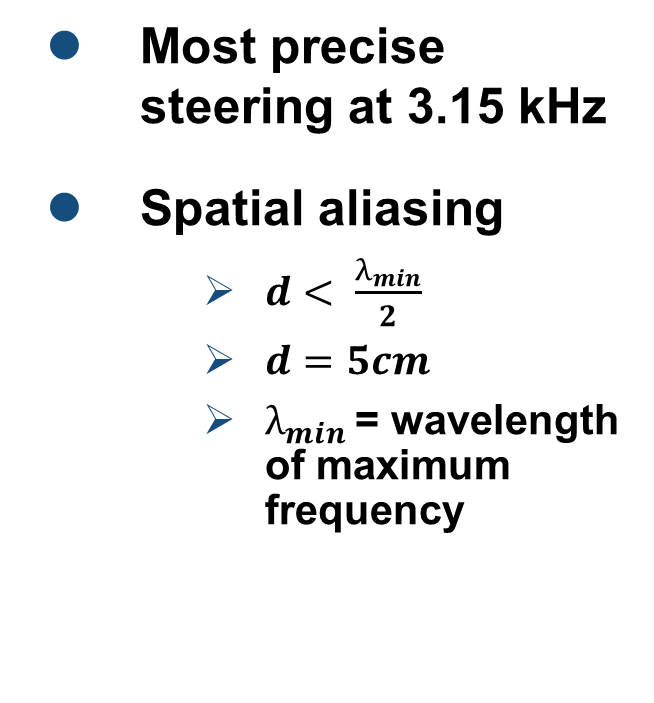 Most precise
steering at 3.15 kHz
Spatial aliasing
d < λmin/2
d = 5cm
λmin = wavelength
of maximum
frequency